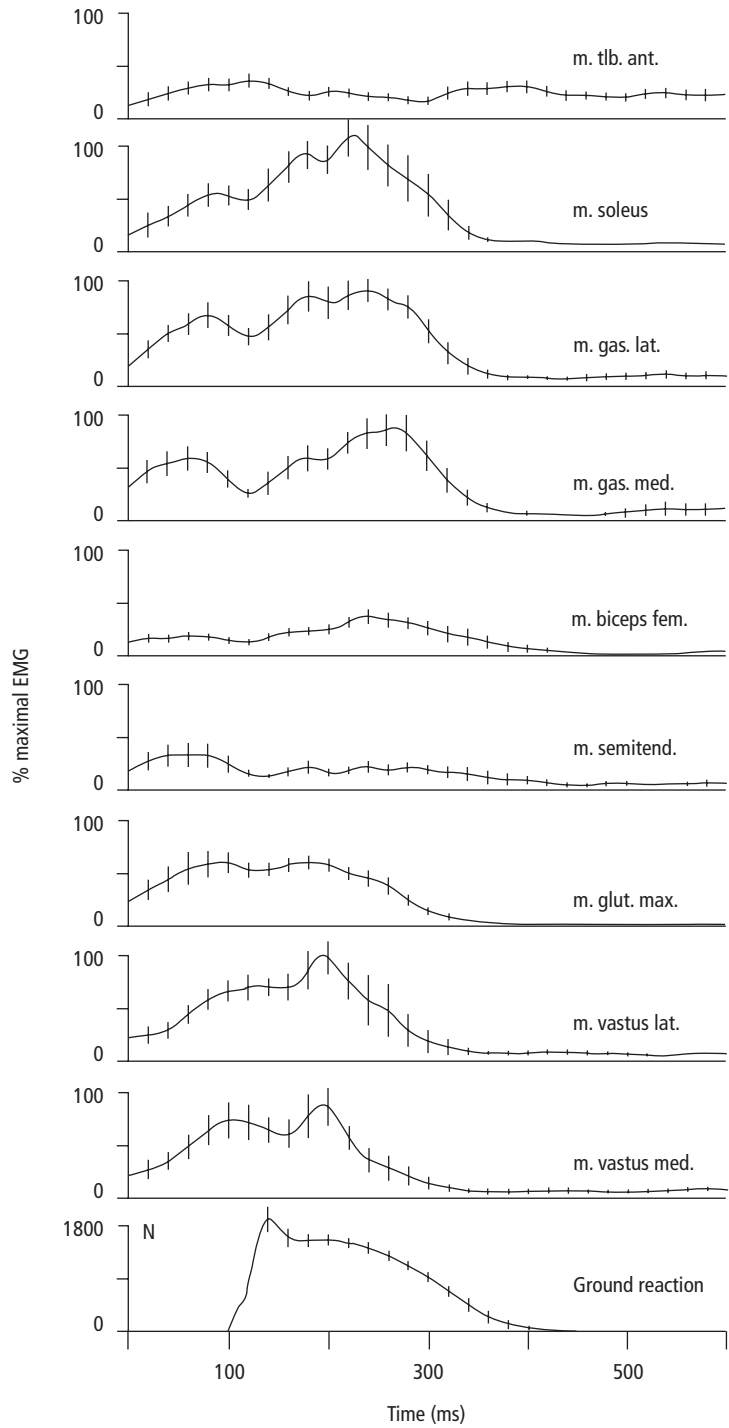 100
m. tlb. ant.
0
100
m. soleus
0
100
m. gas. lat.
0
100
m. gas. med.
0
100
m. biceps fem.
0
% maximal EMG
100
m. semitend.
0
100
m. glut. max.
0
100
m. vastus lat.
0
100
m. vastus med.
0
1800 N
Ground reaction
0
100 300 500
Time (ms)